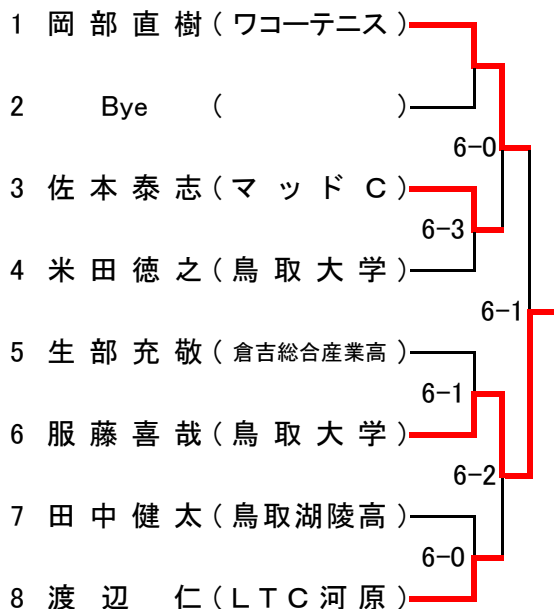 1 岡部直樹(ワコーテニス)
2 Bye ( )
6-0
3 佐本泰志(マッドC)
6-3
4 米田徳之(鳥取大学)
6-1
5 生部充敬(倉吉総合産業高)
6-1
6 服藤喜哉(鳥取大学)
6-2
7 田中健太(鳥取湖陵高)
6-0
8 渡辺仁(LTC河原)